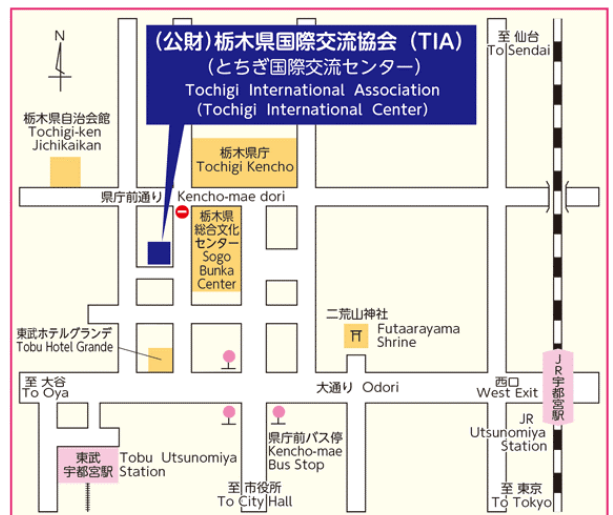 (公財)栃木県国際交流協会 (TIA)
(とちぎ国際交流センター)
Tochigi International Association
(Tochigi International Center)
至 仙台
To Sendai
N
栃木県自治会館
Tochigi-ken
Jichikaikan
栃木県庁
Tochigi Kencho
県庁前通り Kencho-mae dori
栃木県
総合文化
センター
Sogo
Bunka
Center
東武ホテルグランデ
Tobu Hotel Grande
二荒山神社
Futaarayama
Shrine
至 大谷
To Oya
大通り Odori
西口
West Exit
JR宇都宮駅
JR
Utsunomiya
Station
東武
宇都宮駅
Tobu Utsunomiya
Station
県庁前バス停
Kencho-mae
Bus Stop
至 市役所
To City Hall
至 東京
To Tokyo